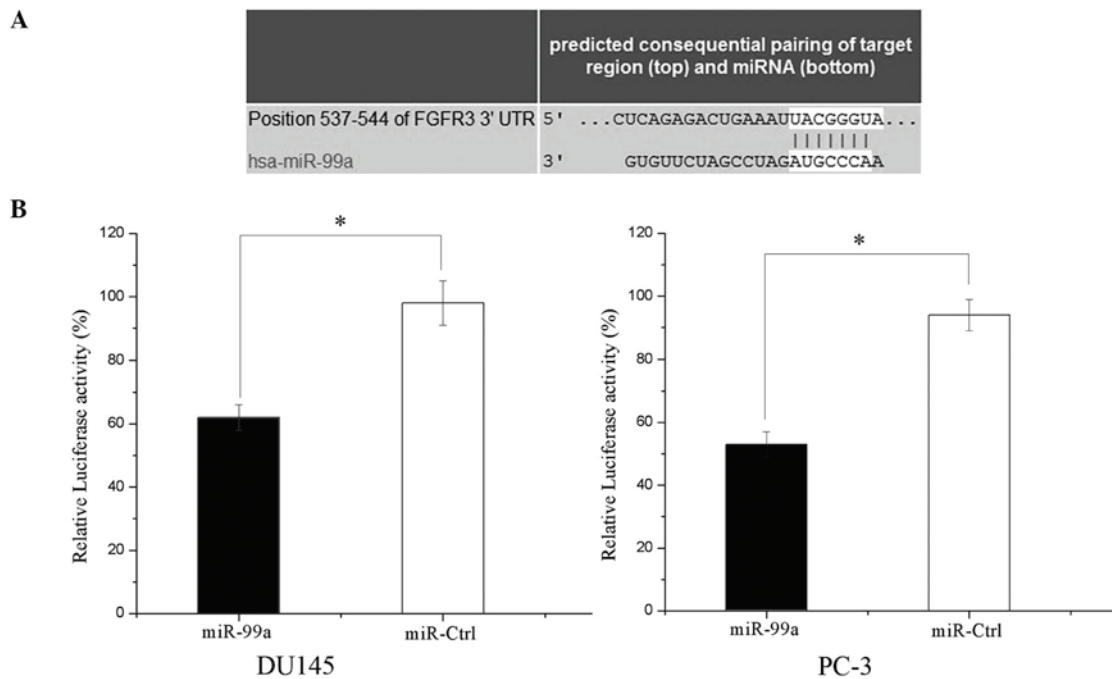 A
predicted consequential pairing of target
region (top) and miRNA (bottom)
Position 537-544 of FGFR3 3' UTR 5' ...CUCAGAGACUGAAAUUACGGGUA...
hsa-miR-99a 3' GUGUUCUAGCCUAGAUGCCCAA
B
120
100
80
60
40
20
0
Relative Luciferase activity (%)
*
miR-99a miR-Ctrl
DU145
120
100
80
60
40
20
0
Relative Luciferase activity (%)
*
miR-99a miR-Ctrl
PC-3